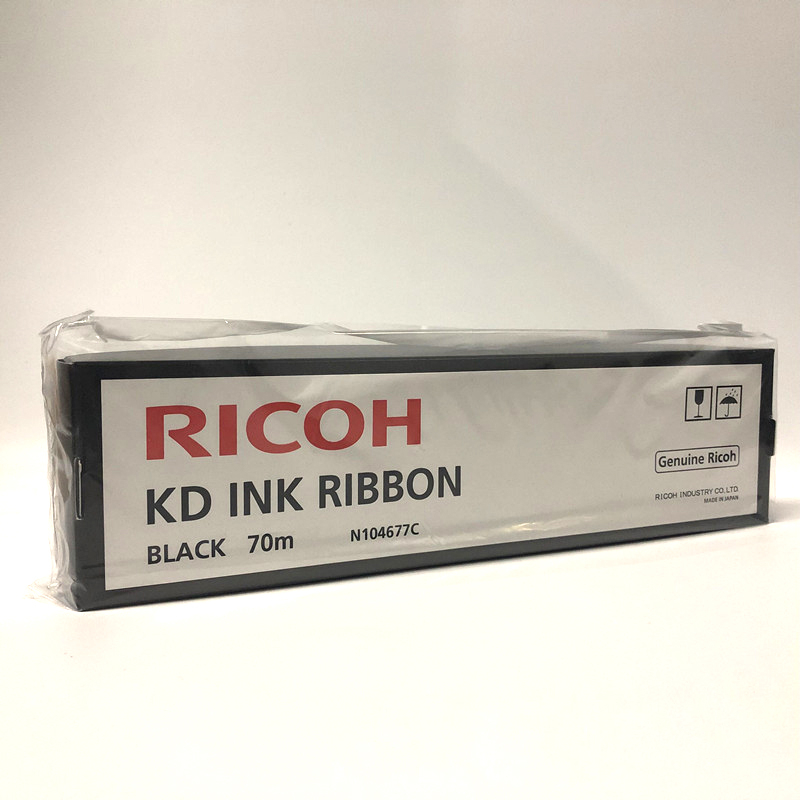 RICOH
KD INK RIBBON
BLACK 70m N104677C
Genuine Ricoh
RICOH INDUSTRY CO. LTD.
MADE IN JAPAN